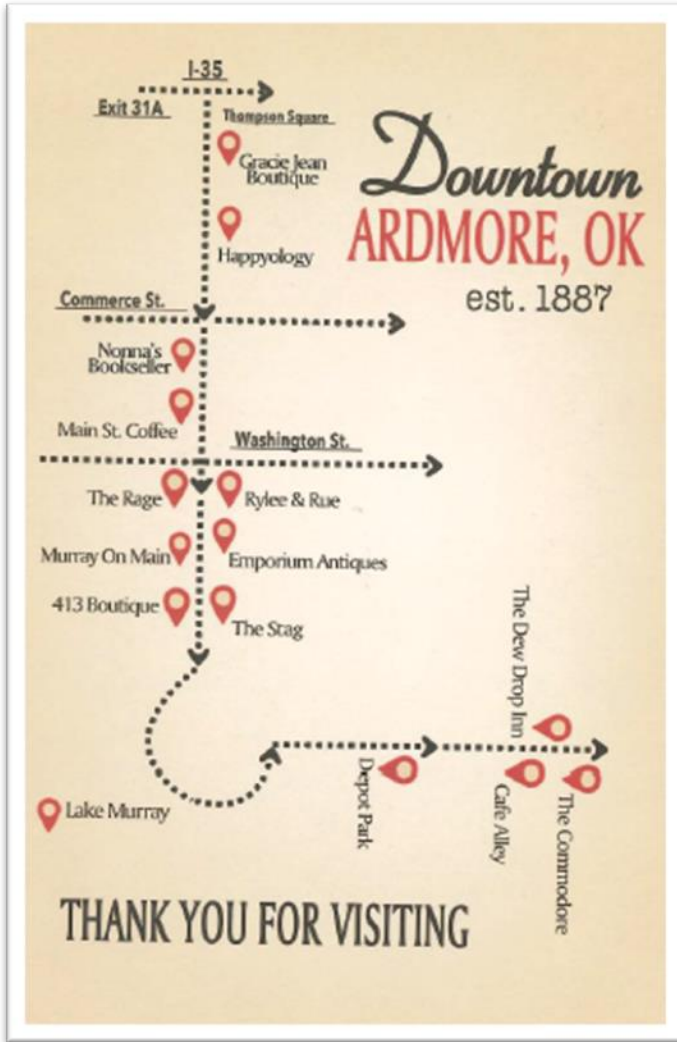 I-35
Exit 31A
Thompson Square
Gracie Jean
Boutique
Happyology
Downtown
ARDMORE, OK
est. 1887
Commerce St.
Nonna's
Bookseller
Main St. Coffee
Washington St.
The Rage
Rylee & Rue
Murray On Main
Emporium Antiques
413 Boutique
The Stag
The Dew Drop Inn
Depot Park
Cafe Alley
The Commodore
Lake Murray
THANK YOU FOR VISITING